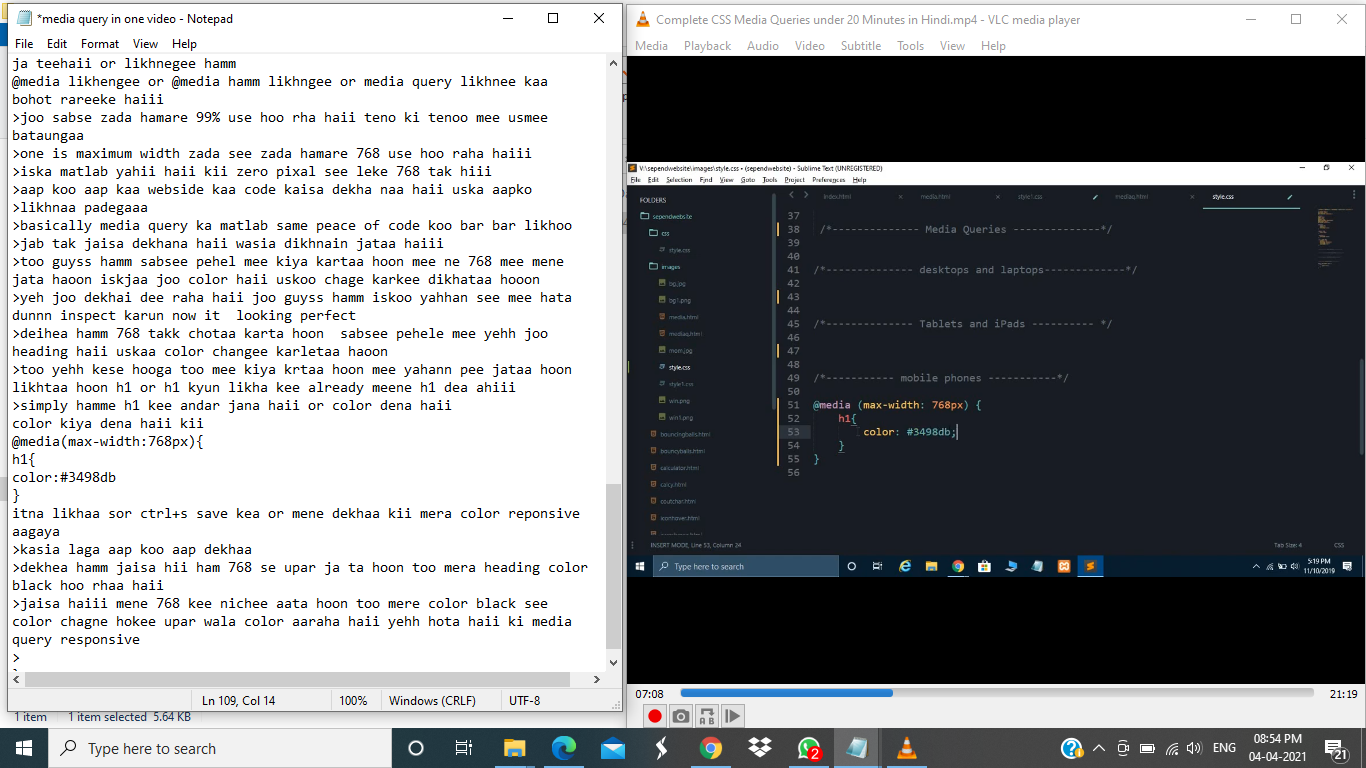 *media query in one video - Notepad
File Edit Format View Help
ja teehaii or likhnegee hamm
@media likhengee or @media hamm likhngee or media query likhnee kaa
bohot rareeke haiii
>joo sabse zada hamare 99% use hoo rha haii teno ki tenoo mee usmee
bataungaa
>one is maximum width zada see zada hamare 768 use hoo raha haiii
>iska matlab yahii haii kii zero pixal see leke 768 tak hiii
>aap koo aap kaa webside kaa code kaisa dekha naa haii uska aapko
>likhnaa padegaaa
>basically media query ka matlab same peace of code koo bar bar likhoo
>jab tak jaisa dekhana haii wasia dikhnain jataa haiii
>too guyss hamm sabsee pehel mee kiya kartaa hoon mee ne 768 mee mene
jata haoon iskjaa joo color haii uskoo chage karkee dikhataa hooon
>yeh joo dekhai dee raha haii joo guyss hamm iskoo yahhan see mee hata
dunnn inspect karun now it  looking perfect
>deihea hamm 768 takk chotaa karta hoon  sabsee pehele mee yehh joo
heading haii uskaa color changee karletaa haoon
>too yehh kese hooga too mee kiya krtaa hoon mee yahann pee jataa hoon
likhtaa hoon h1 or h1 kyun likha kee already meene h1 dea ahiii
>simply hamme h1 kee andar jana haii or color dena haii
color kiya dena haii kii
@media(max-width:768px){
h1{
color:#3498db
}
itna likhaa sor ctrl+s save kea or mene dekhaa kii mera color reponsive
aagaya
>kasia laga aap koo aap dekhaa
>dekhea hamm jaisa hii ham 768 se upar ja ta hoon too mera heading color
black hoo rhaa haii
>jaisa haiii mene 768 kee nichee aata hoon too mere color black see
color chagne hokee upar wala color aaraha haii yehh hota haii ki media
query responsive
>
Ln 109, Col 14 100% Windows (CRLF) UTF-8
1 item 1 item selected 5.64 KB
Complete CSS Media Queries under 20 Minutes in Hindi.mp4 - VLC media player
Media Playback Audio Video Subtitle Tools View Help
V:\sependwebsite\images\style.css • (sependwebsite) - Sublime Text (UNREGISTERED)
File Edit Selection Find View Goto Tools Project Preferences Help
index.html media.html style1.css mediaq.html style.css
FOLDERS
sependwebsite
css
style.css
images
bg.jpg
bg1.png
media.html
mediaq.html
mom.jpg
style.css
style1.css
win.png
win1.png
bouncingballs.html
bouncyballs.html
calculator.html
calcy.html
countchar.html
iconhover.html
37
38 /*-------------- Media Queries --------------*/
39
40
41 /*-------------- desktops and laptops-------------*/
42
43
44
45 /*-------------- Tablets and iPads ---------- */
46
47
48
49 /*----------- mobile phones -----------*/
50
51 @media (max-width: 768px) {
52 h1{
53 color: #3498db;
54 }
55 }
56
INSERT MODE, Line 53, Column 24 Tab Size: 4 CSS
Type here to search
5:19 PM
11/10/2019
07:08 21:19
Type here to search
2
ENG
08:54 PM
04-04-2021
21